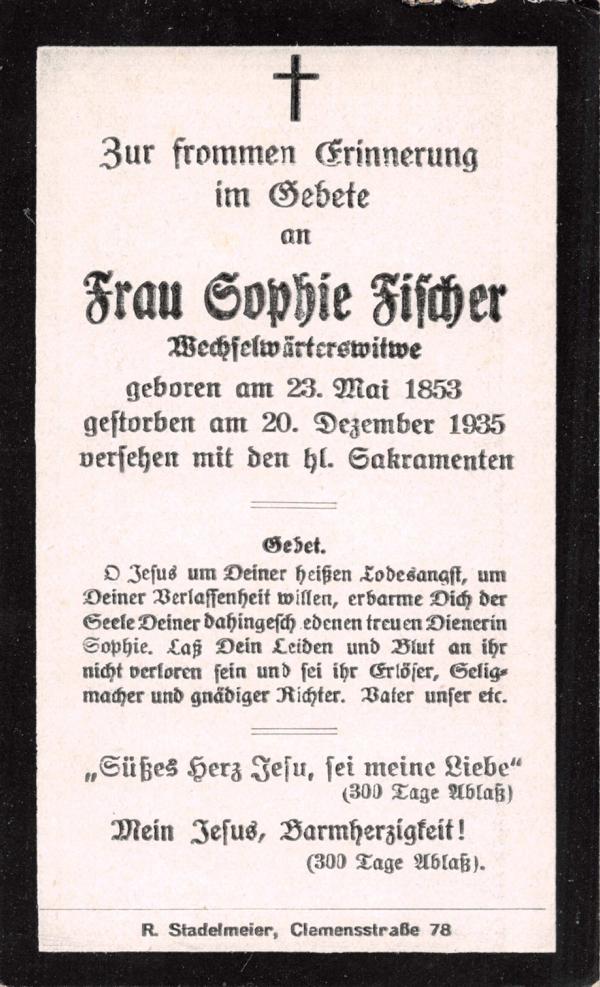 Zur frommen Erinnerung
im Gebete
an
Frau Sophie Fischer
Wechselwärterswitwe
geboren am 23. Mai 1853
gestorben am 20. Dezember 1935
versehen mit den hl. Sakramenten
Gebet.
O Jesus um Deiner heißen Todesangst, um
Deiner Verlassenheit willen, erbarme Dich der
Seele Deiner dahingesch edenen treuen Dienerin
Sophie. Laß Dein Leiden und Blut an ihr
nicht verloren sein und sei ihr Erlöser, Selig-
macher und gnädiger Richter. Vater unser etc.
„Süßes Herz Jesu, sei meine Liebe“
(300 Tage Ablaß)
Mein Jesus, Barmherzigkeit!
(300 Tage Ablaß).
R. Stadelmeier, Clemensstraße 78